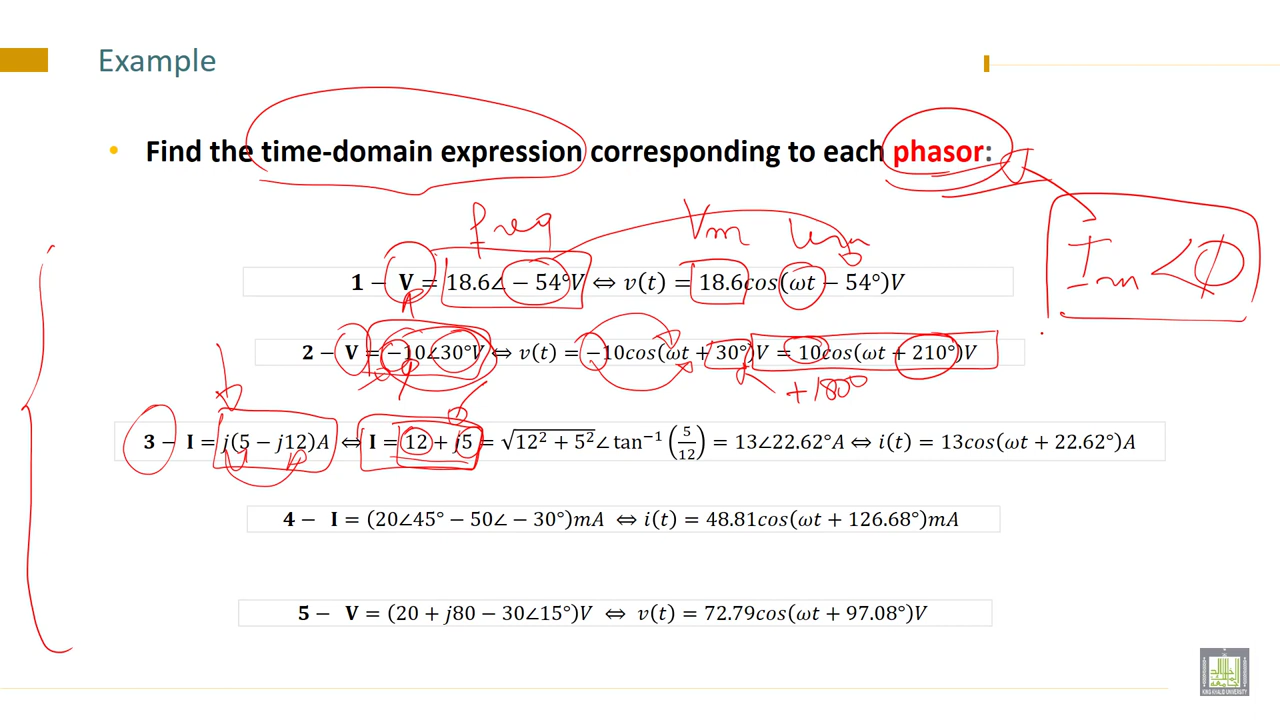 Example
• Find the time-domain expression corresponding to each phasor:
freq Vm
Im ∠Φ
1 − V = 18.6∠ − 54°V ⇔ v(t) = 18.6cos(ωt − 54°)V
2 − V = −10∠30°V ⇔ v(t) = −10cos(ωt + 30°)V = 10cos(ωt + 210°)V
+180°
3 − I = j(5 − j12)A ⇔ I = 12 + j5 = √(12² + 5²)∠ tan⁻¹ (5/12) = 13∠22.62°A ⇔ i(t) = 13cos(ωt + 22.62°)A
4 − I = (20∠45° − 50∠ − 30°)mA ⇔ i(t) = 48.81cos(ωt + 126.68°)mA
5 − V = (20 + j80 − 30∠15°)V ⇔ v(t) = 72.79cos(ωt + 97.08°)V
KING KHALID UNIVERSITY